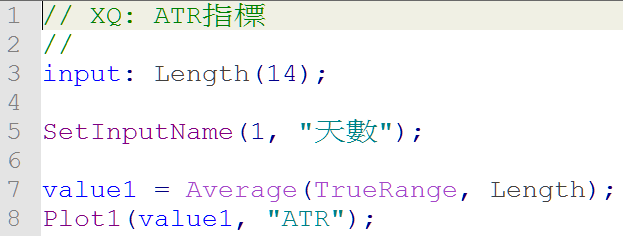 1 // XQ: ATR指標
2 //
3 input: Length(14);
4
5 SetInputName(1, "天數");
6
7 value1 = Average(TrueRange, Length);
8 Plot1(value1, "ATR");